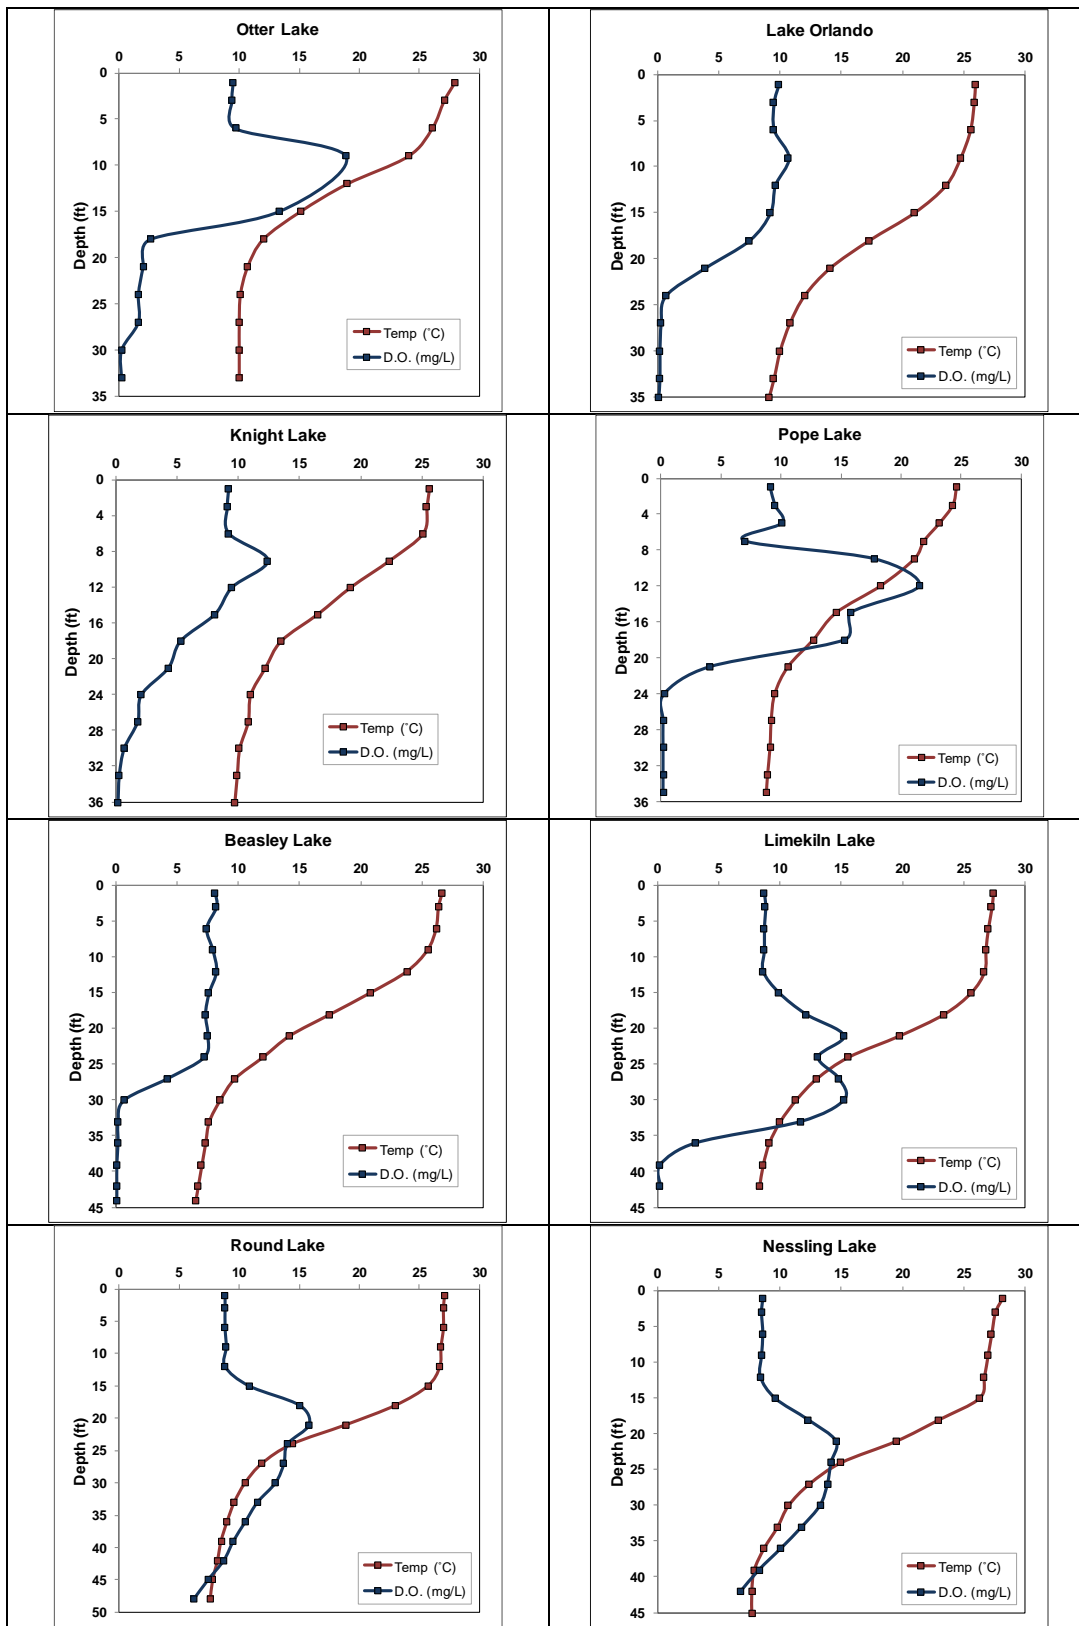 Otter Lake
0 5 10 15 20 25 30
0
5
10
15
20
25
30
35
Depth (ft)
Temp (˚C)
D.O. (mg/L)
Lake Orlando
0 5 10 15 20 25 30
0
5
10
15
20
25
30
35
Depth (ft)
Temp (˚C)
D.O. (mg/L)
Knight Lake
0 5 10 15 20 25 30
0
4
8
12
16
20
24
28
32
36
Depth (ft)
Temp (˚C)
D.O. (mg/L)
Pope Lake
0 5 10 15 20 25 30
0
4
8
12
16
20
24
28
32
36
Depth (ft)
Temp (˚C)
D.O. (mg/L)
Beasley Lake
0 5 10 15 20 25 30
0
5
10
15
20
25
30
35
40
45
Depth (ft)
Temp (˚C)
D.O. (mg/L)
Limekiln Lake
0 5 10 15 20 25 30
0
5
10
15
20
25
30
35
40
45
Depth (ft)
Temp (˚C)
D.O. (mg/L)
Round Lake
0 5 10 15 20 25 30
0
5
10
15
20
25
30
35
40
45
50
Depth (ft)
Temp (˚C)
D.O. (mg/L)
Nessling Lake
0 5 10 15 20 25 30
0
5
10
15
20
25
30
35
40
45
Depth (ft)
Temp (˚C)
D.O. (mg/L)